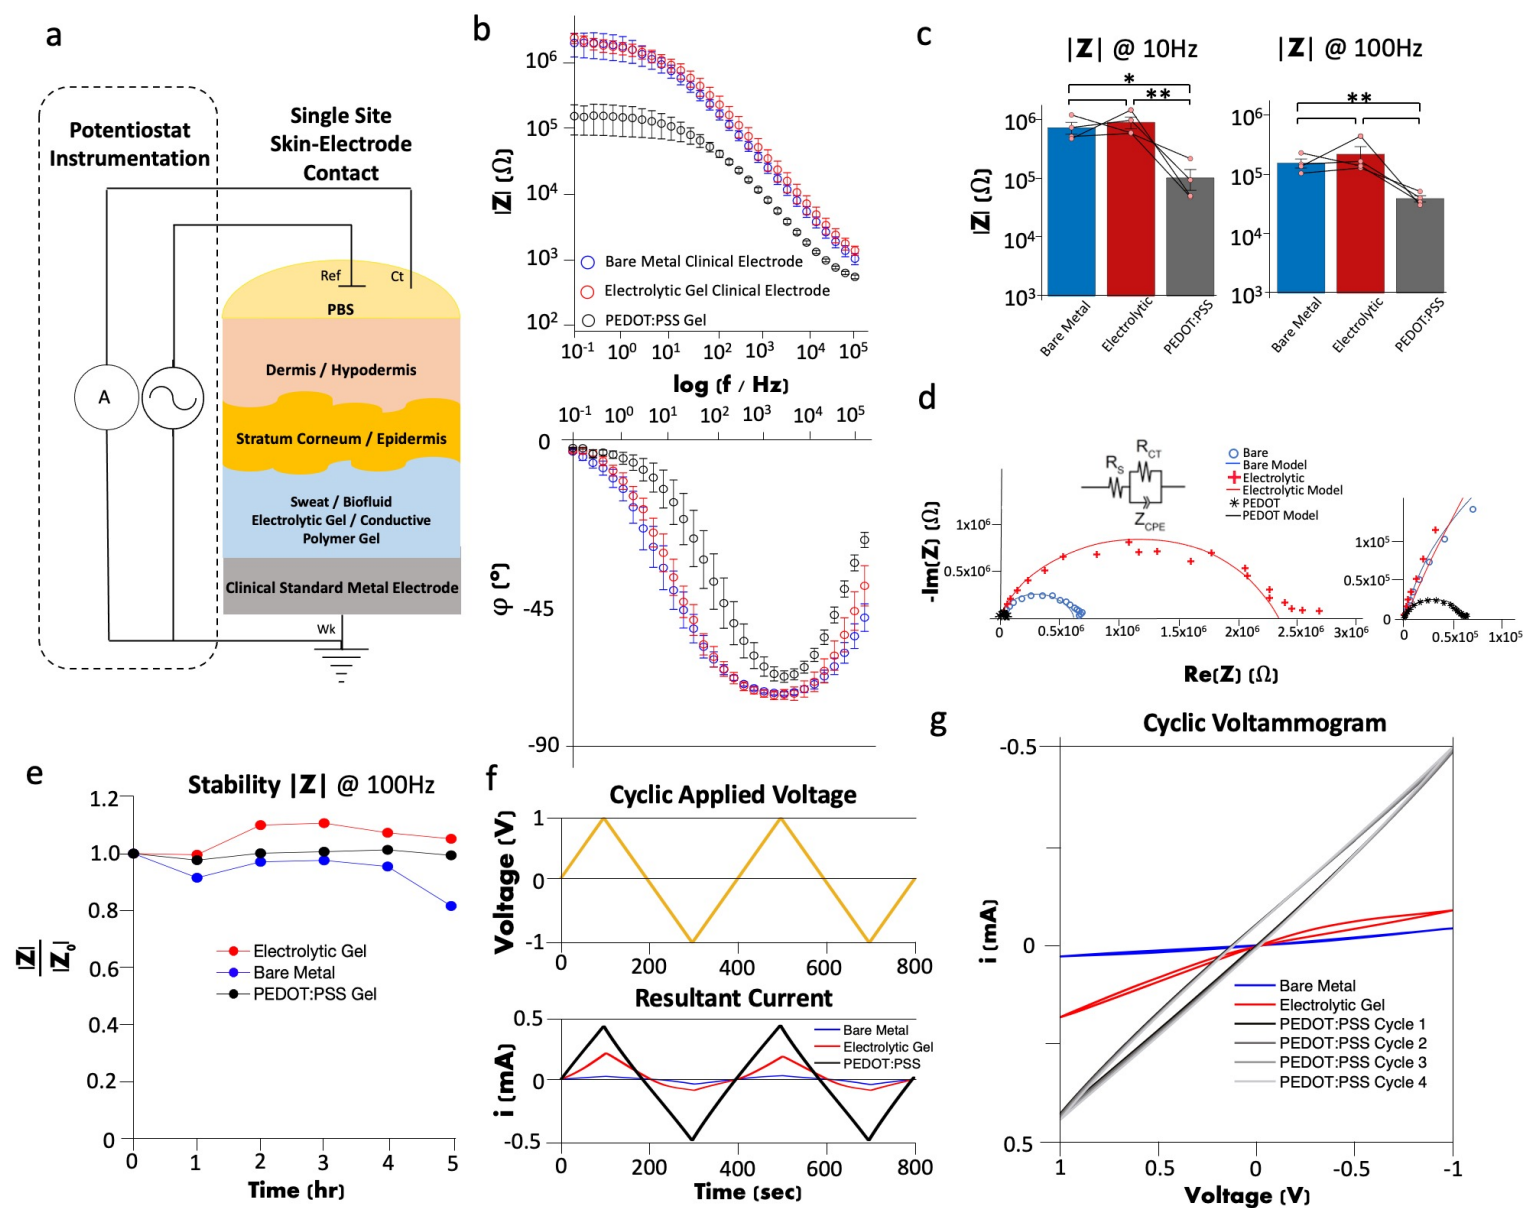 a
Potentiostat
Instrumentation
Single Site
Skin-Electrode
Contact
Ref
Ct
PBS
Dermis / Hypodermis
A
Stratum Corneum / Epidermis
Sweat / Biofluid
Electrolytic Gel / Conductive
Polymer Gel
Clinical Standard Metal Electrode
Wk
b
|Z| (Ω)
10⁶
10⁵
10⁴
10³
10²
Bare Metal Clinical Electrode
Electrolytic Gel Clinical Electrode
PEDOT:PSS Gel
10⁻¹ 10⁰ 10¹ 10² 10³ 10⁴ 10⁵
log (f / Hz)
10⁻¹ 10⁰ 10¹ 10² 10³ 10⁴ 10⁵
φ (°)
0
-45
-90
c
|Z| @ 10Hz
|Z| (Ω)
* **
10⁶
10⁵
10⁴
10³
Bare Metal
Electrolytic
PEDOT:PSS
|Z| @ 100Hz
**
10⁶
10⁵
10⁴
10³
Bare Metal
Electrolytic
PEDOT:PSS
d
R_S
R_CT
Z_CPE
Bare
Bare Model
Electrolytic
Electrolytic Model
PEDOT
PEDOT Model
-Im(Z) (Ω)
1x10⁶
0.5x10⁶
0
0 0.5x10⁶ 1x10⁶ 1.5x10⁶ 2x10⁶ 2.5x10⁶ 3x10⁶
1x10⁵
0.5x10⁵
0
0 0.5x10⁵ 1x10⁵
Re(Z) (Ω)
e
Stability |Z| @ 100Hz
|Z|
|Z₀|
1.2
1.0
0.8
0.6
0.4
0.2
0
Electrolytic Gel
Bare Metal
PEDOT:PSS Gel
0 1 2 3 4 5
Time (hr)
f
Cyclic Applied Voltage
Voltage (V)
1
0
-1
0 200 400 600 800
Resultant Current
i (mA)
0.5
0
-0.5
Bare Metal
Electrolytic Gel
PEDOT:PSS
0 200 400 600 800
Time (sec)
g
Cyclic Voltammogram
i (mA)
-0.5
0
0.5
Bare Metal
Electrolytic Gel
PEDOT:PSS Cycle 1
PEDOT:PSS Cycle 2
PEDOT:PSS Cycle 3
PEDOT:PSS Cycle 4
1 0.5 0 -0.5 -1
Voltage (V)